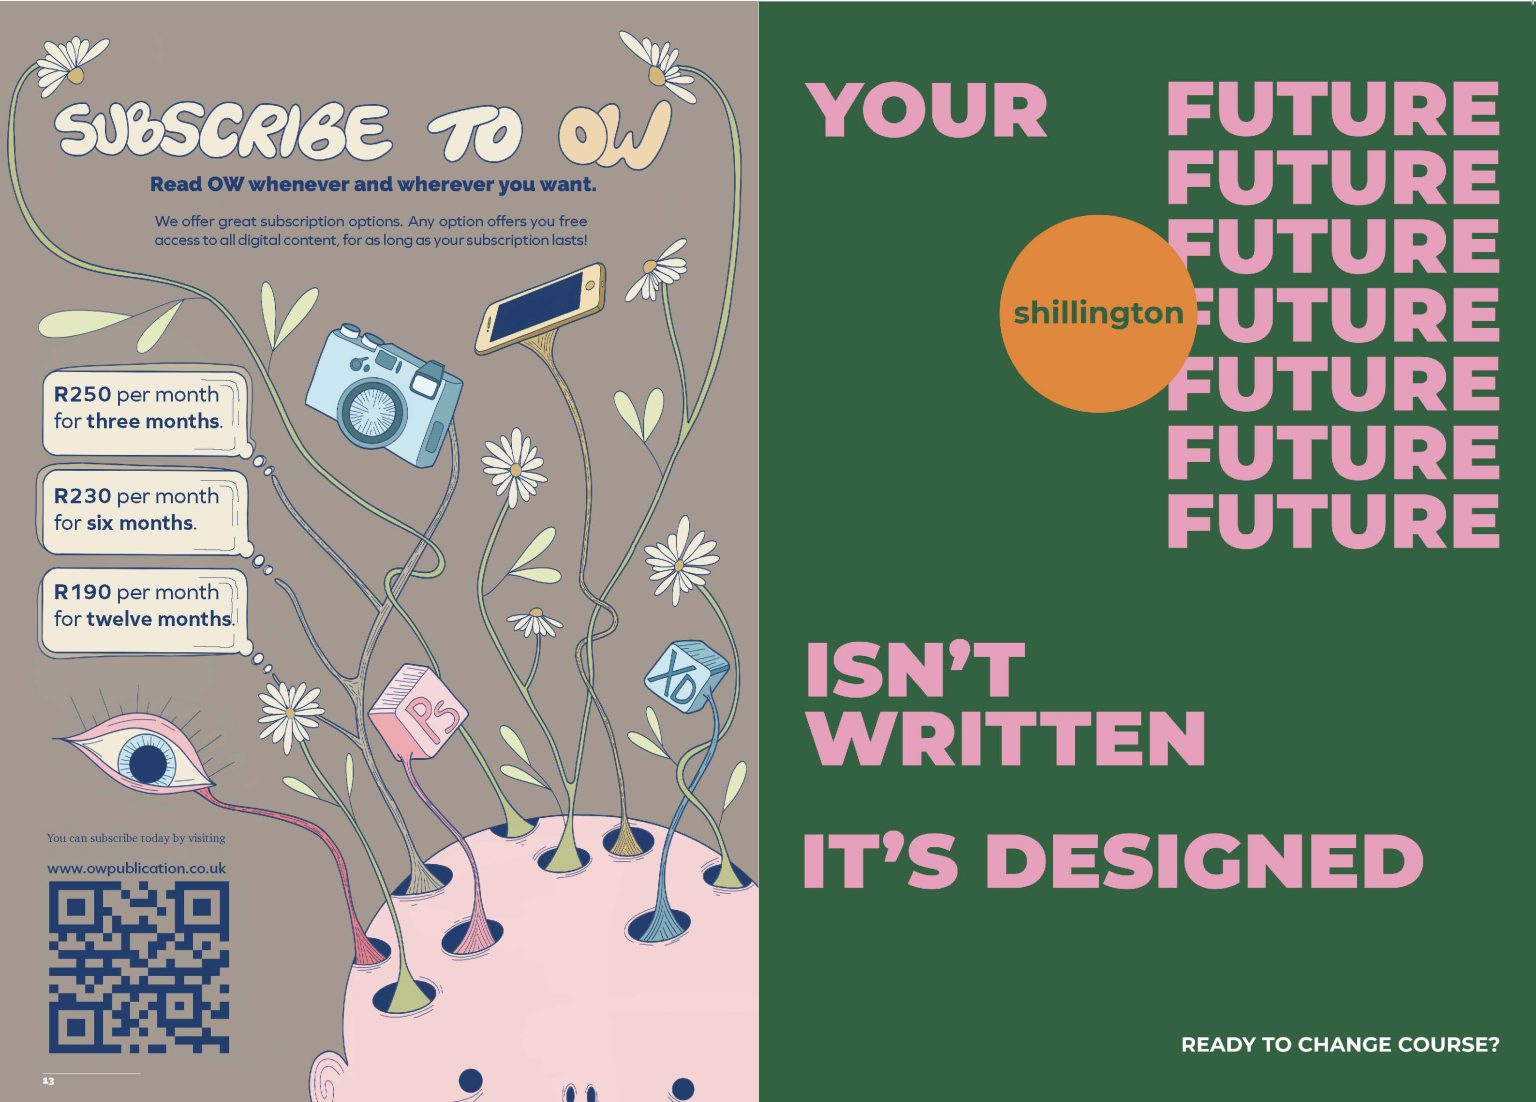 SUBSCRIBE TO OW
Read OW whenever and wherever you want.
We offer great subscription options. Any option offers you free
access to all digital content, for as long as your subscription lasts!
R250 per month
for three months.
R230 per month
for six months.
R190 per month
for twelve months.
Ps
XD
You can subscribe today by visiting
www.owpublication.co.uk
13
YOUR FUTURE
FUTURE
FUTURE
FUTURE
FUTURE
FUTURE
FUTURE
shillington
ISN’T
WRITTEN
IT’S DESIGNED
READY TO CHANGE COURSE?